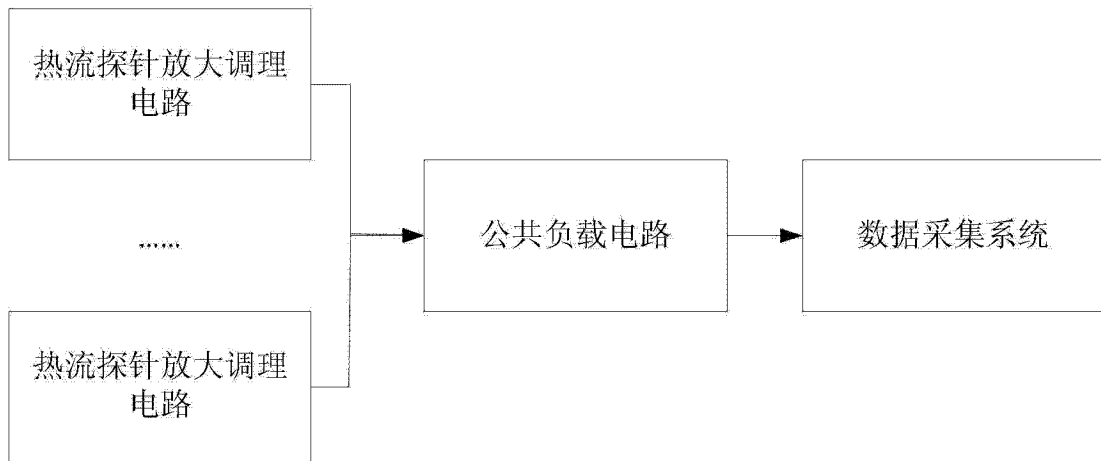 热流探针放大调理
电路
……
热流探针放大调理
电路
公共负载电路
数据采集系统